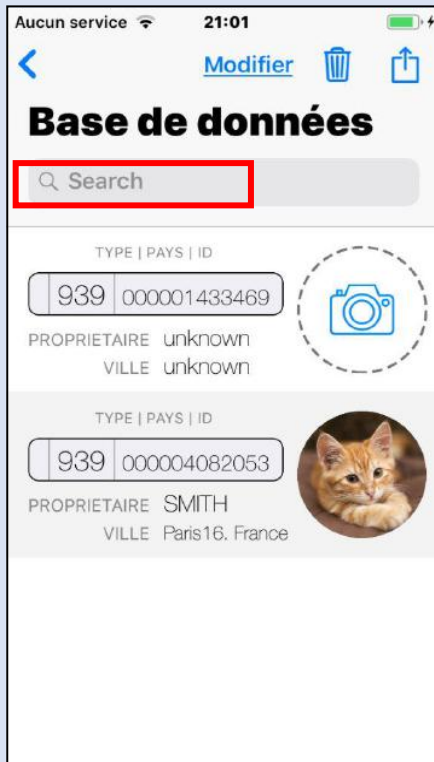 Aucun service 21:01
Modifier
Base de données
Search
TYPE | PAYS | ID
939 000001433469
PROPRIETAIRE unknown
VILLE unknown
TYPE | PAYS | ID
939 000004082053
PROPRIETAIRE SMITH
VILLE Paris16. France